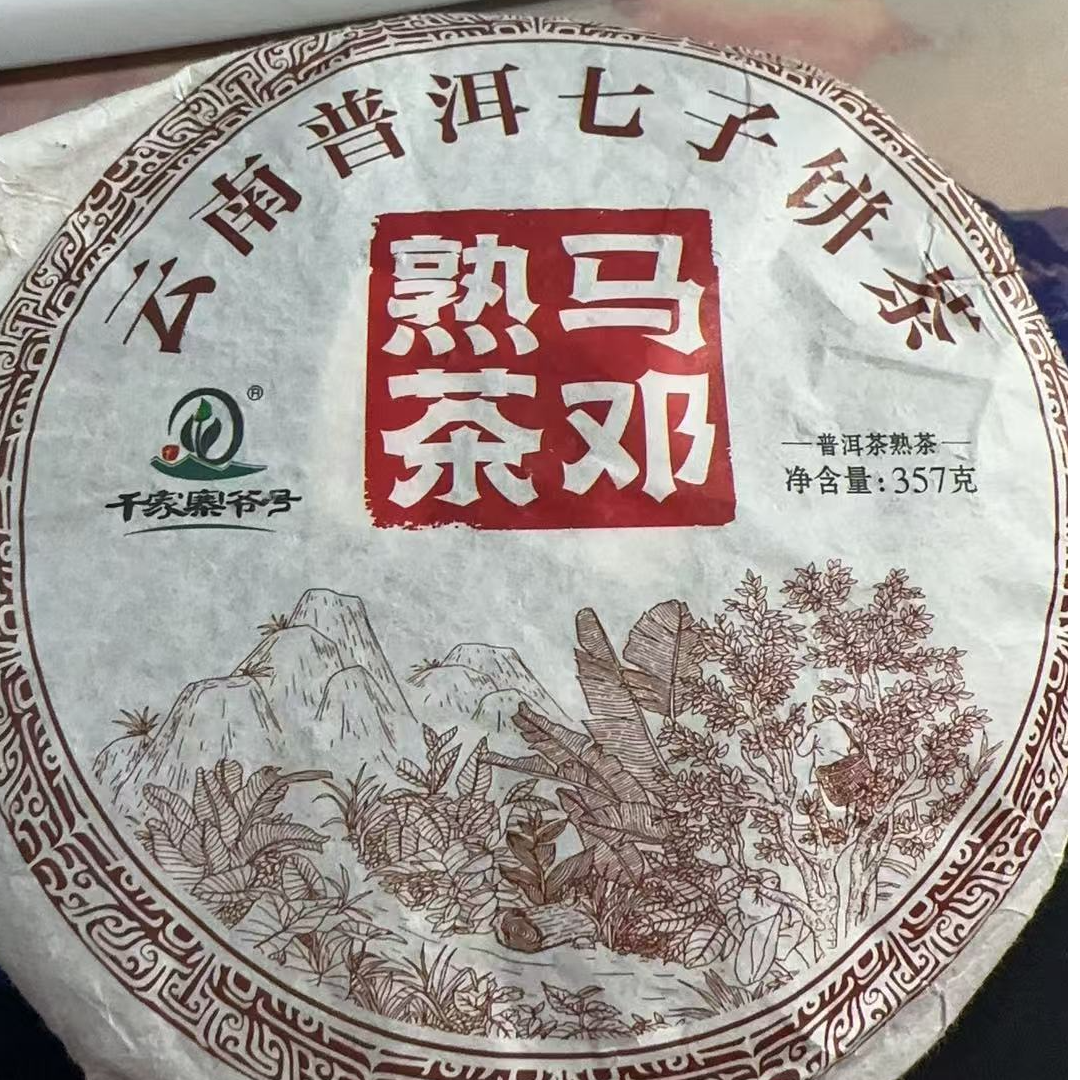 云南普洱七子饼茶
马邓
熟茶
®
千家寨爷号
普洱茶熟茶
净含量:357克